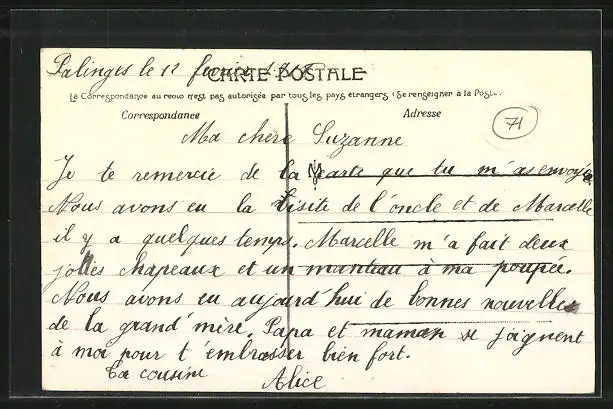 Palinges le 12 fevrier
CARTE POSTALE
La Correspondance au recto n'est pas autorisée par tous les pays étrangers (Se renseigner à la Poste)
Correspondance
Adresse
71
Ma chère Suzanne
Je te remercie de la carte que tu m'as envoyée
Nous avons eu la visite de l'oncle et de Marcelle
il y a quelques temps. Marcelle m'a fait deux
jolies chapeaux et un manteau à ma poupée.
Nous avons eu aujourd'hui de bonnes nouvelles
de la grand'mère. Papa et maman se joignent
à moi pour t'embrasser bien fort.
Ta cousine
Alice